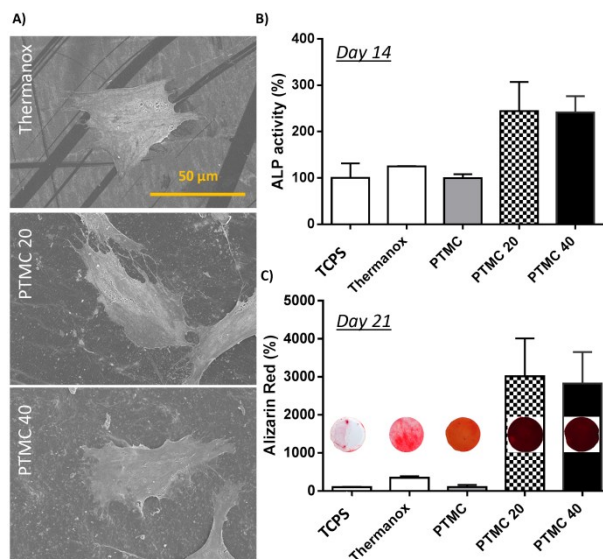 A)
Thermanox
50 µm
PTMC 20
PTMC 40
B)
Day 14
ALP activity (%)
400
300
200
100
0
TCPS
Thermanox
PTMC
PTMC 20
PTMC 40
C)
Day 21
Alizarin Red (%)
5000
4000
3000
2000
1000
0
TCPS
Thermanox
PTMC
PTMC 20
PTMC 40